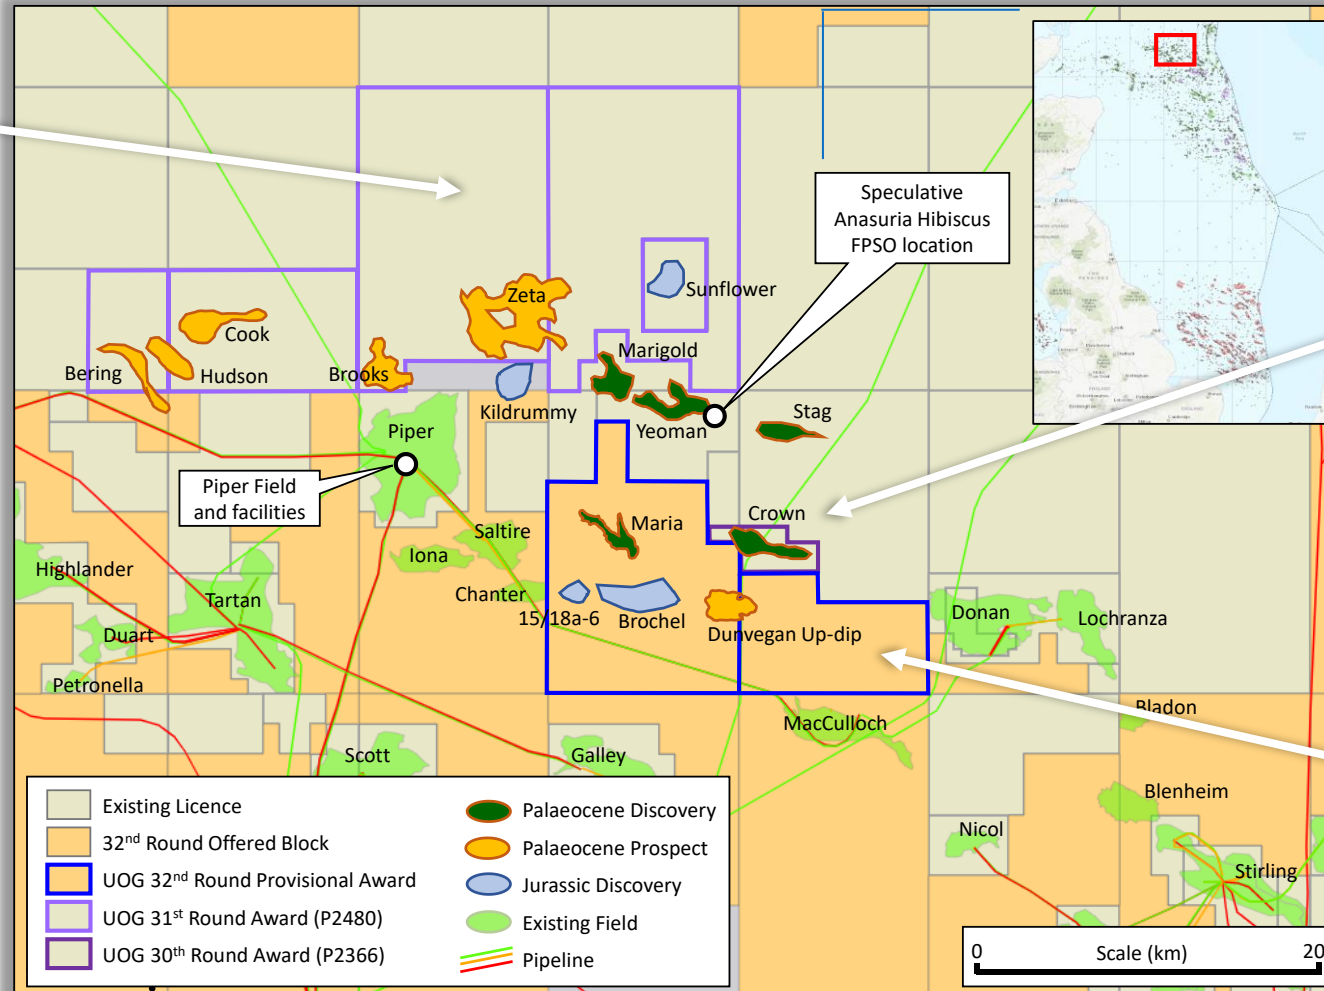 Speculative
Anasuria Hibiscus
FPSO location
Sunflower
Zeta
Cook
Marigold
Bering
Hudson
Brooks
Kildrummy
Yeoman
Stag
Piper
Piper Field
and facilities
Crown
Maria
Saltire
Iona
Highlander
Chanter
Tartan
15/18a-6
Brochel
Dunvegan Up-dip
Donan
Lochranza
Duart
Petronella
MacCulloch
Bladon
Scott
Galley
Blenheim
Nicol
Stirling
Existing Licence
32nd Round Offered Block
UOG 32nd Round Provisional Award
UOG 31st Round Award (P2480)
UOG 30th Round Award (P2366)
Palaeocene Discovery
Palaeocene Prospect
Jurassic Discovery
Existing Field
Pipeline
0 Scale (km) 20